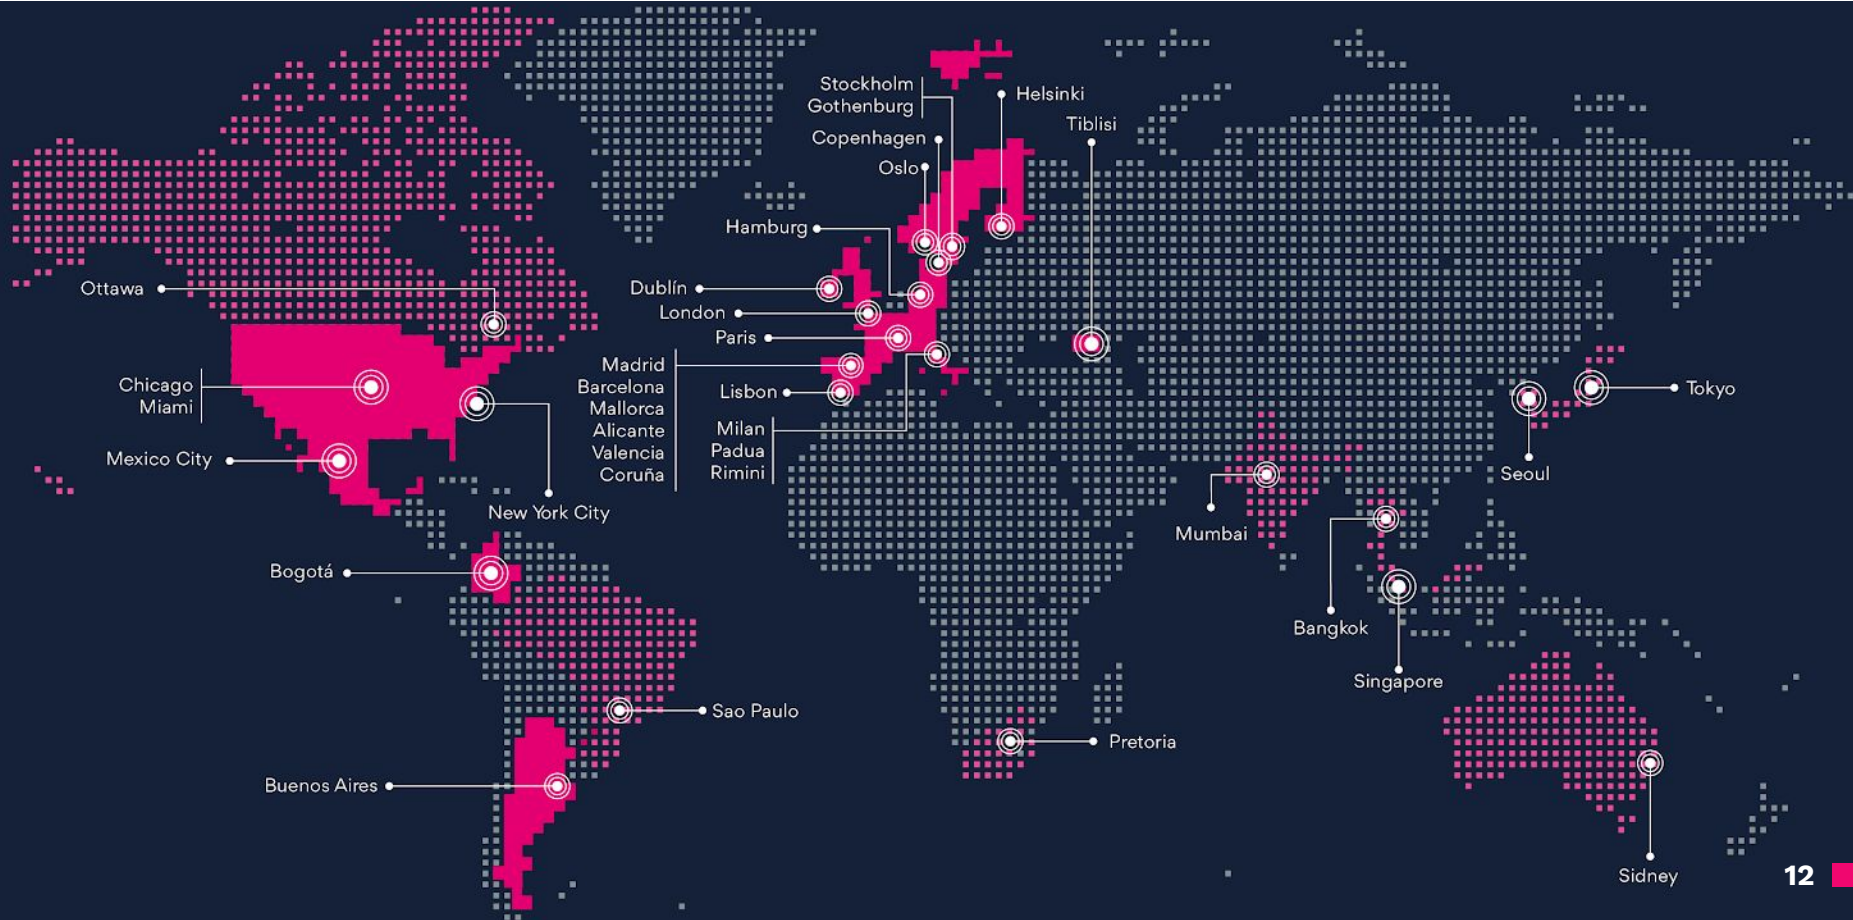 Stockholm
Gothenburg
Helsinki
Copenhagen
Tiblisi
Oslo
Hamburg
Ottawa
Dublín
London
Paris
Chicago
Miami
Madrid
Barcelona
Mallorca
Alicante
Valencia
Coruña
Lisbon
Milan
Padua
Rimini
Tokyo
Mexico City
Seoul
New York City
Mumbai
Bogotá
Bangkok
Singapore
Sao Paulo
Pretoria
Buenos Aires
Sidney
12